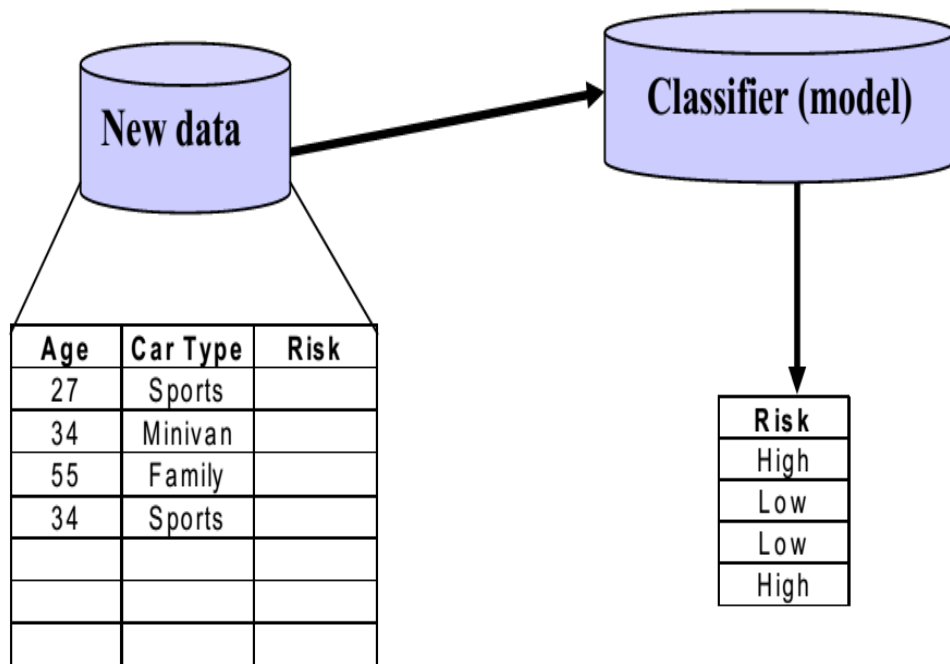 New data
Classifier (model)
Age Car Type Risk
27 Sports
34 Minivan
55 Family
34 Sports
Risk
High
Low
Low
High